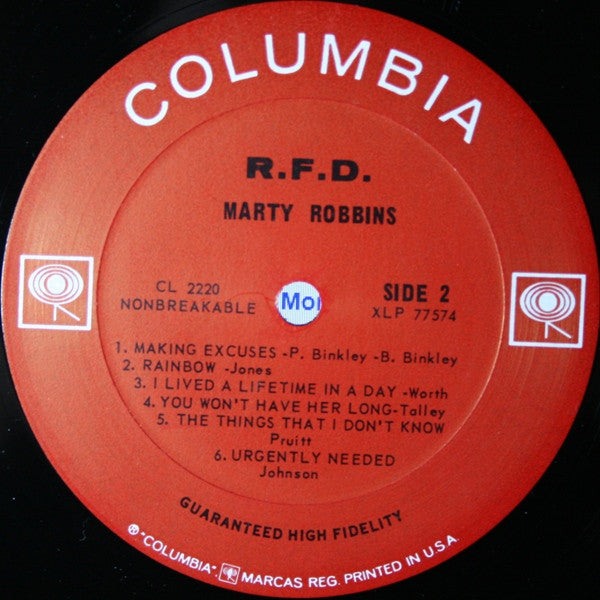 COLUMBIA
R.F.D.
MARTY ROBBINS
CL 2220
NONBREAKABLE
Mo
SIDE 2
XLP 77574
1. MAKING EXCUSES -P. Binkley -B. Binkley
2. RAINBOW -Jones
3. I LIVED A LIFETIME IN A DAY -Worth
4. YOU WON'T HAVE HER LONG-Talley
5. THE THINGS THAT I DON'T KNOW
Pruitt
6. URGENTLY NEEDED
Johnson
GUARANTEED HIGH FIDELITY
® "COLUMBIA", MARCAS REG. PRINTED IN U.S.A.